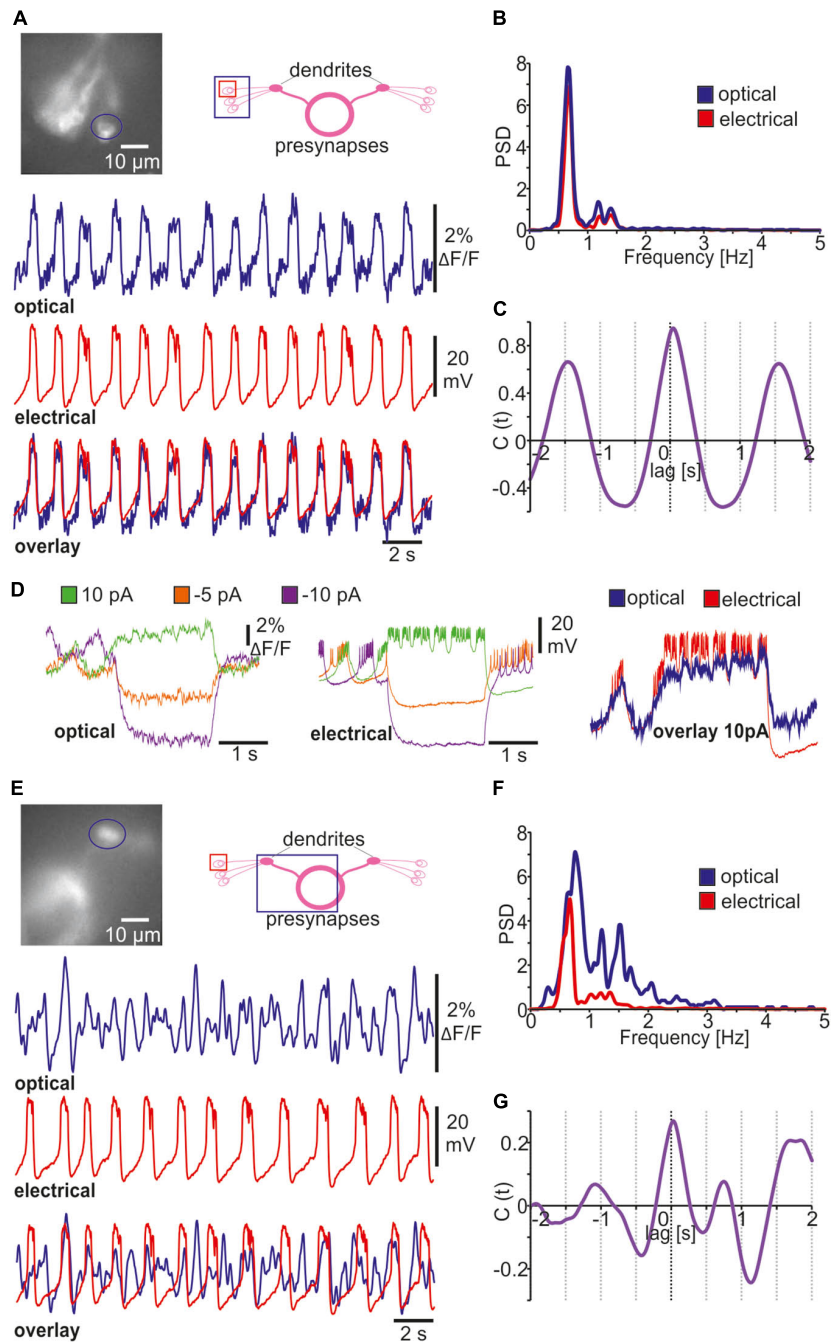 A
dendrites
presynapses
10 µm
2%
ΔF/F
optical
20
mV
electrical
overlay
2 s
B
8
6
4
2
0
PSD
optical
electrical
0 1 2 3 4 5
Frequency [Hz]
C
0.8
0.4
0
-0.4
C (t)
-2 -1 0 1 2
lag [s]
D
10 pA
-5 pA
-10 pA
2%
ΔF/F
optical
1 s
20
mV
electrical
1 s
optical
electrical
overlay 10pA
E
dendrites
presynapses
10 µm
2%
ΔF/F
optical
20
mV
electrical
overlay
2 s
F
8
6
4
2
0
PSD
optical
electrical
0 1 2 3 4 5
Frequency [Hz]
G
0.2
0
-0.2
C (t)
-2 -1 0 1 2
lag [s]